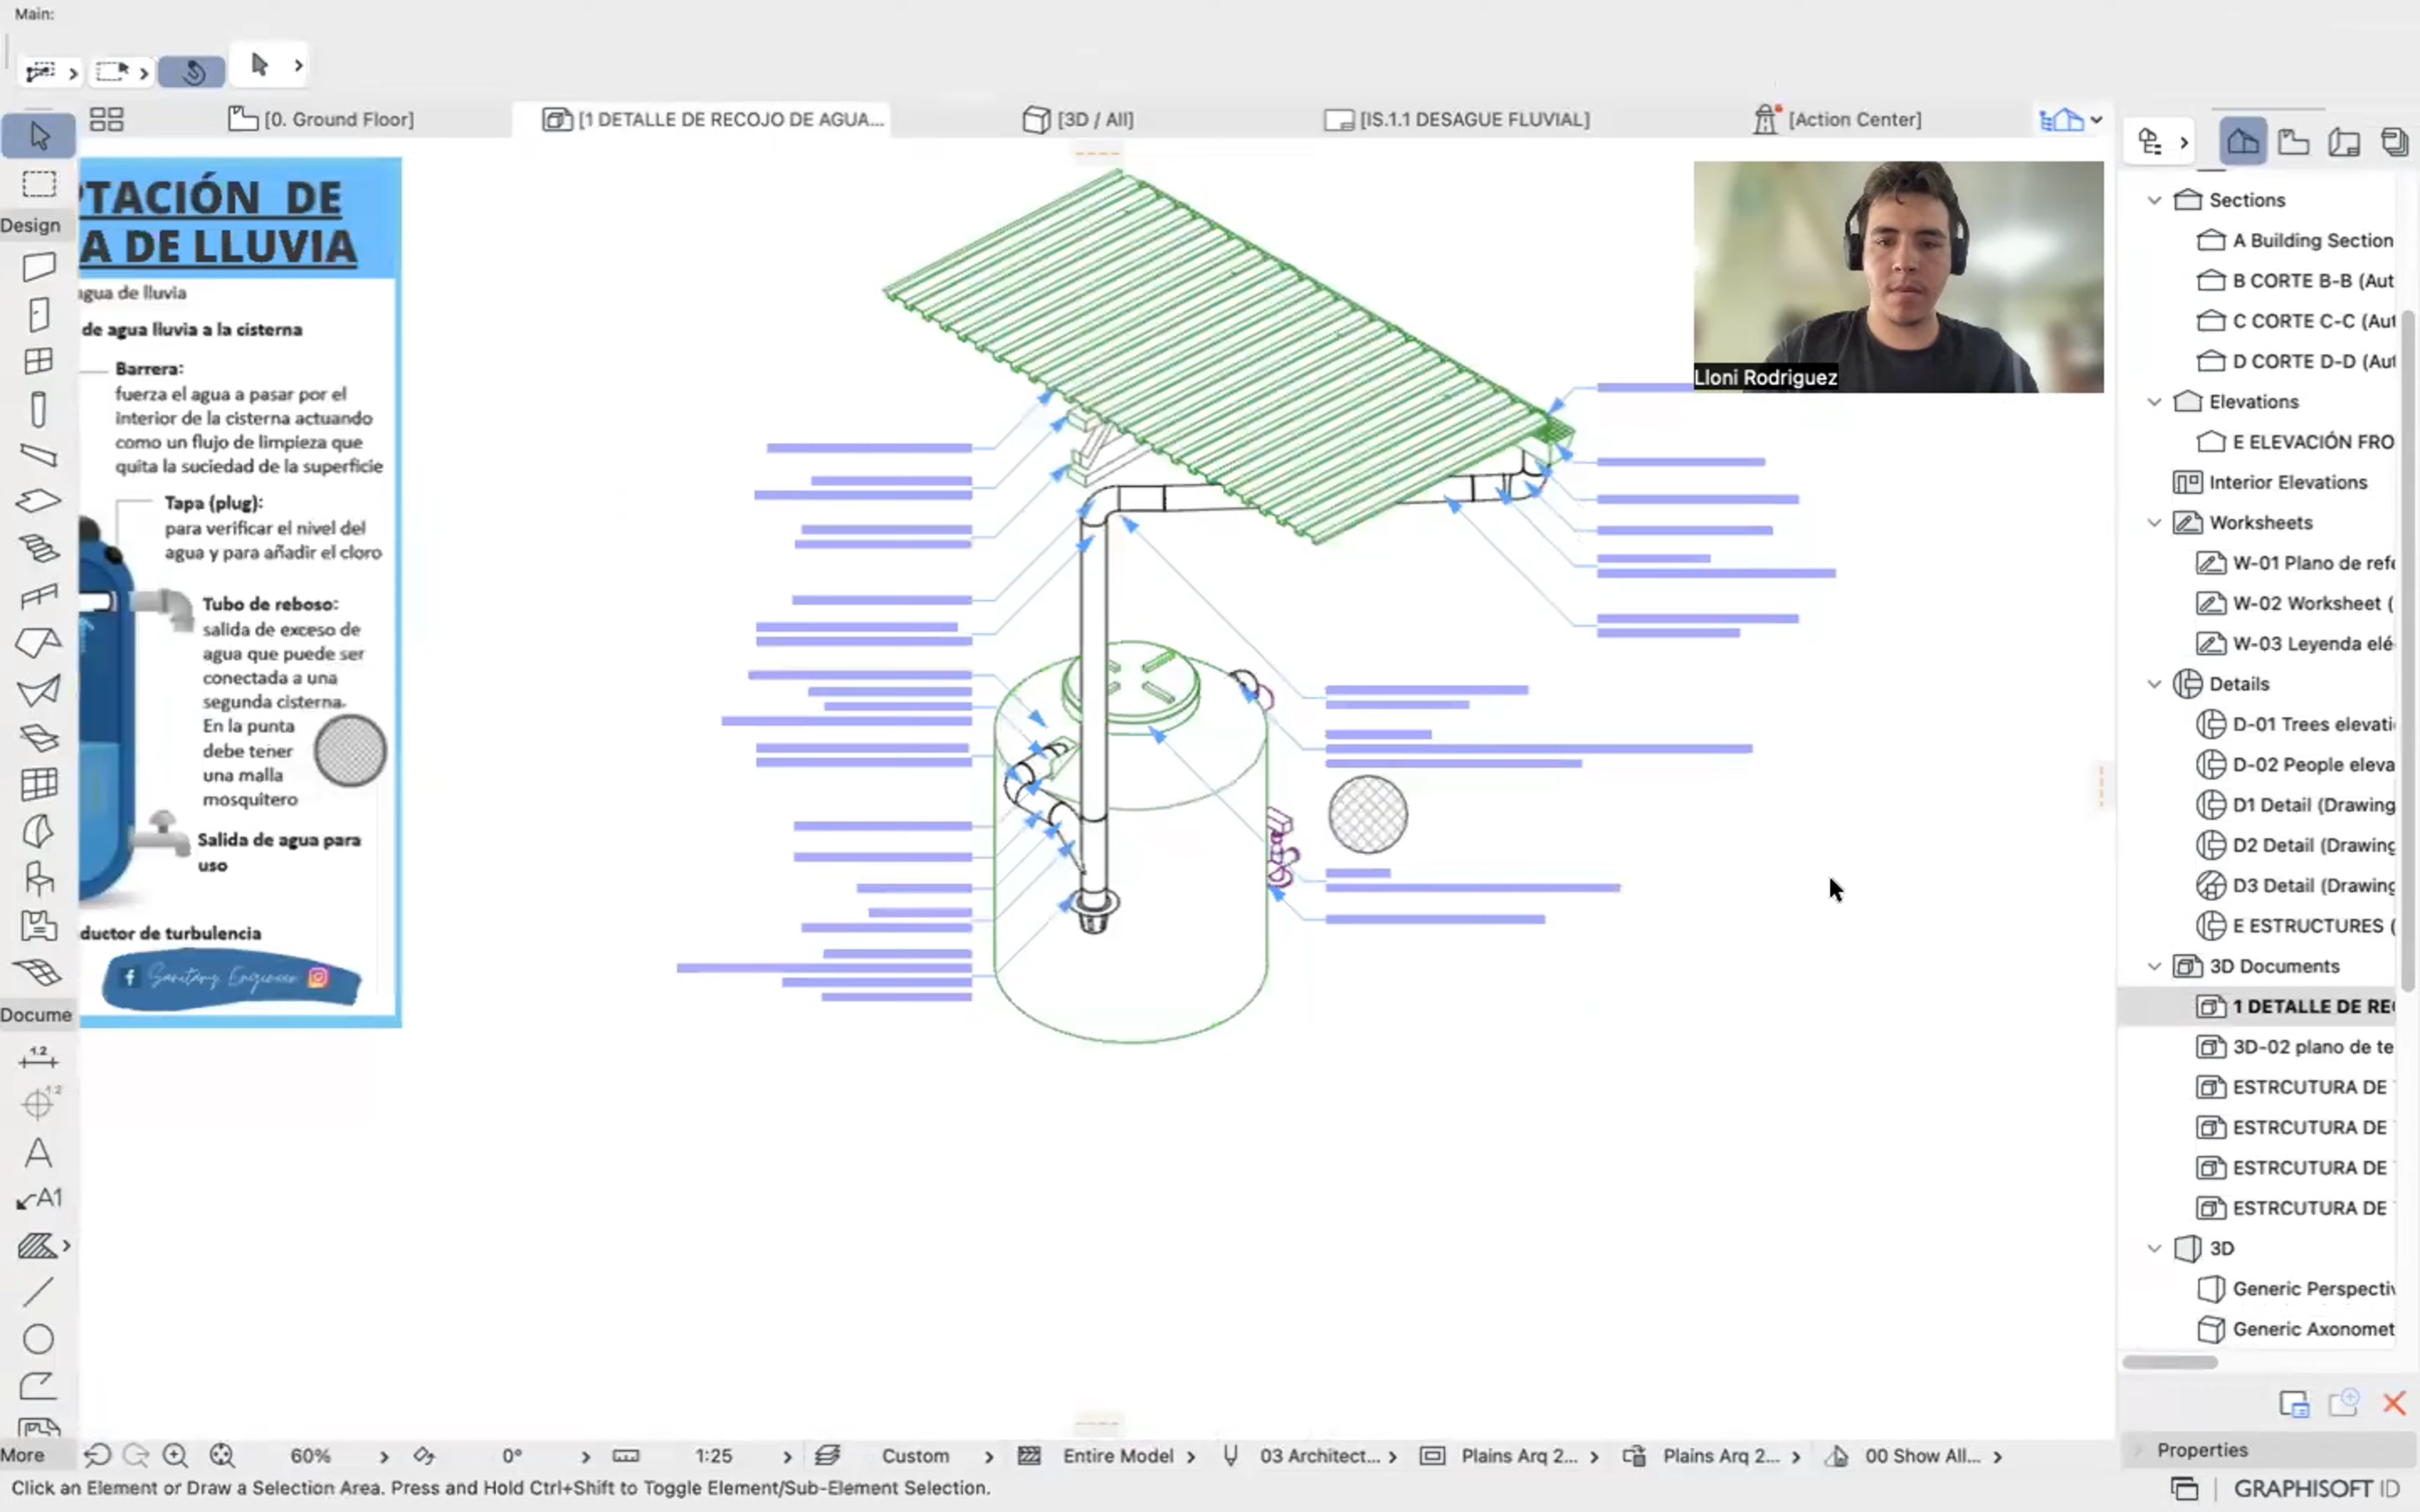 Main:
[0. Ground Floor]
[1 DETALLE DE RECOJO DE AGUA...
[3D / All]
[IS.1.1 DESAGUE FLUVIAL]
[Action Center]
Design
TACIÓN DE
A DE LLUVIA
agua de lluvia
de agua lluvia a la cisterna
Barrera:
fuerza el agua a pasar por el
interior de la cisterna actuando
como un flujo de limpieza que
quita la suciedad de la superficie
Tapa (plug):
para verificar el nivel del
agua y para añadir el cloro
Tubo de reboso:
salida de exceso de
agua que puede ser
conectada a una
segunda cisterna.
En la punta
debe tener
una malla
mosquitero
Salida de agua para
uso
ductor de turbulencia
Sanitary Engineer
Lloni Rodriguez
Sections
A Building Section
B CORTE B-B (Aut
C CORTE C-C (Aut
D CORTE D-D (Aut
Elevations
E ELEVACIÓN FRO
Interior Elevations
Worksheets
W-01 Plano de refe
W-02 Worksheet (
W-03 Leyenda elé
Details
D-01 Trees elevati
D-02 People eleva
D1 Detail (Drawing
D2 Detail (Drawing
D3 Detail (Drawing
E ESTRUCTURES (
3D Documents
1 DETALLE DE RE
3D-02 plano de te
ESTRCUTURA DE
ESTRCUTURA DE
ESTRCUTURA DE
ESTRCUTURA DE
3D
Generic Perspectiv
Generic Axonomet
Properties
GRAPHISOFT ID
Docume
1.2
1.2
A
A1
More
60%
0°
1:25
Custom
Entire Model
03 Architect...
Plains Arq 2...
Plains Arq 2...
00 Show All...
Click an Element or Draw a Selection Area. Press and Hold Ctrl+Shift to Toggle Element/Sub-Element Selection.